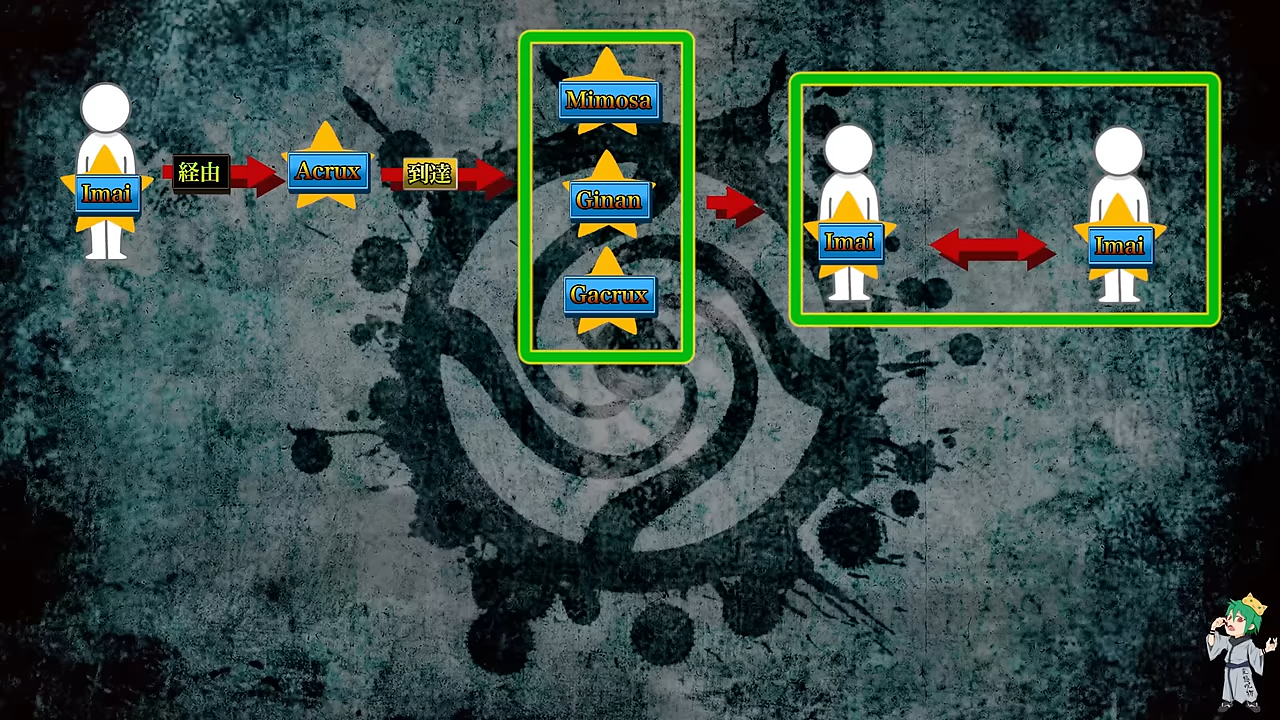 Imai
経由
Acrux
到達
Mimosa
Ginan
Gacrux
Imai
Imai